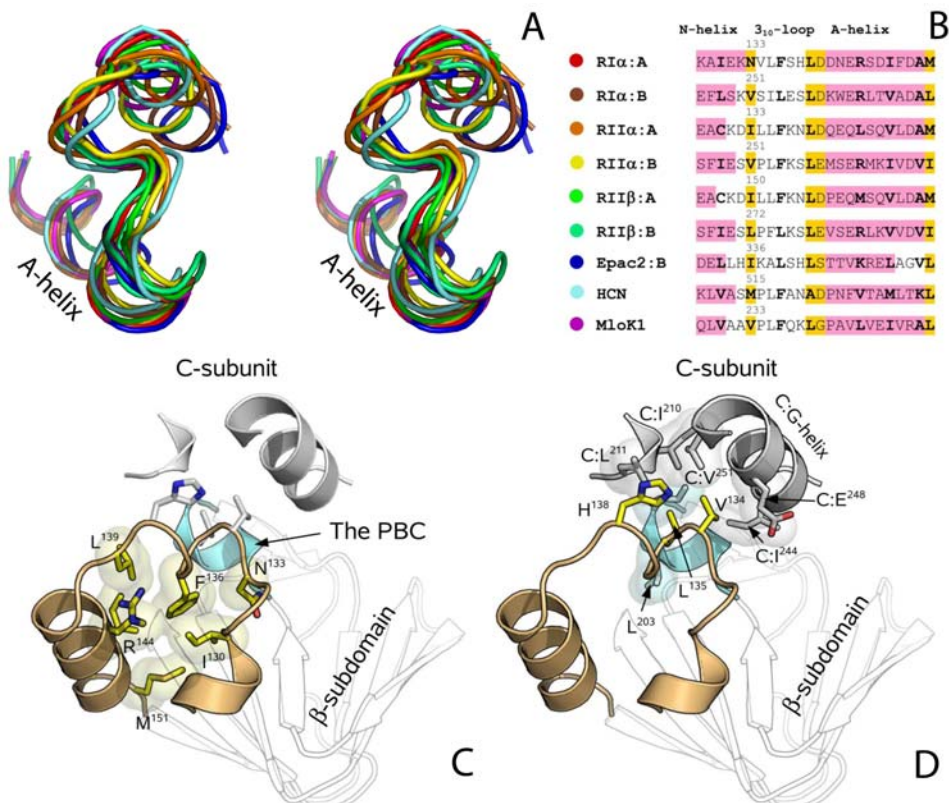 A
B
N-helix 3₁₀-loop A-helix
133
RIα:A KAIEKNVLFSHLDDNERSDIFDAM
251
RIα:B EFLSKVSILESLDKWERLTVADAL
133
RIIα:A EACKDILLFKNLDQEQLSQVLDAM
251
RIIα:B SFIESVPLFKSLEMSERMKIVDVI
150
RIIβ:A EACKDILLFKNLDPEQMSQVLDAM
272
RIIβ:B SFIESLPFLKSLEVSERLKVVDVI
336
Epac2:B DELLHIKALSHLSTTVKRELAGVL
515
HCN KLVASMPLFANADPNFVTAMLTKL
233
MloK1 QLVAAVPLFQKLGPAVLVEIVRAL
A-helix
A-helix
C-subunit
The PBC
L¹³⁹
F¹³⁶
N¹³³
R¹⁴⁴
I¹³⁰
M¹⁵¹
β-subdomain
C
C-subunit
C:I²¹⁰
C:G-helix
C:L²¹¹
C:V²⁵¹
C:E²⁴⁸
H¹³⁸
V¹³⁴
C:I²⁴⁴
L¹³⁵
L²⁰³
β-subdomain
D